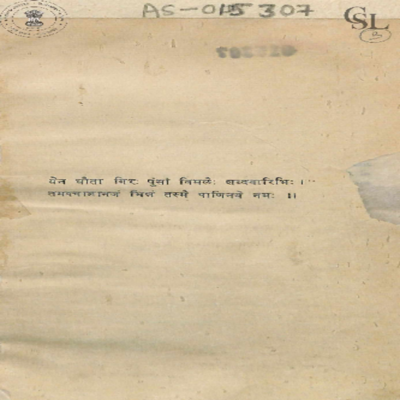 AS-015307
CSL
येन धौता गिरः पुंसां विमलैः शब्दवारिभिः ।
तमश्चाज्ञानजं भिन्नं तस्मै पाणिनये नमः ॥